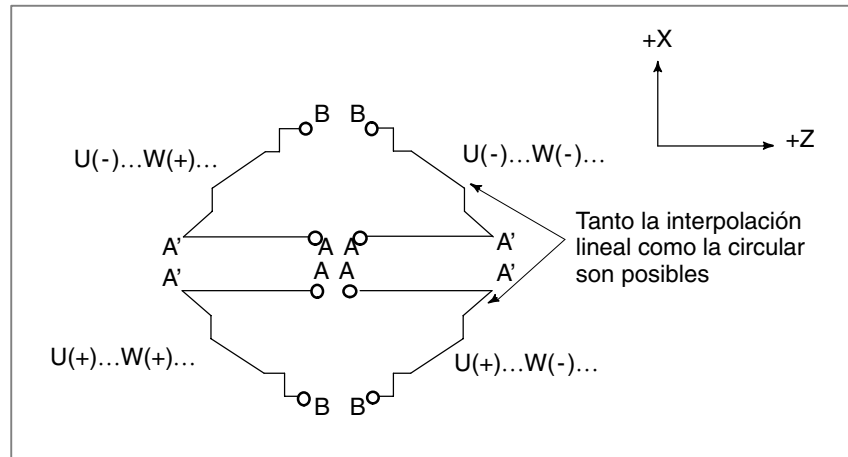 +X
+Z
B B
U(-)…W(+)…
U(-)…W(-)…
A' A A A'
Tanto la interpolación
lineal como la circular
son posibles
A' A A A'
U(+)…W(+)…
U(+)…W(-)…
B B